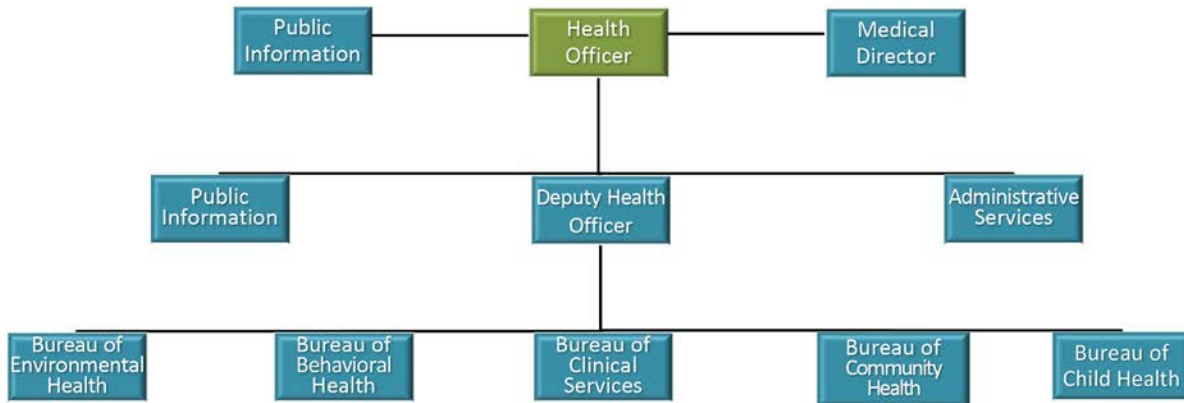 Public
Information
Health
Officer
Medical
Director
Public
Information
Deputy Health
Officer
Administrative
Services
Bureau of
Environmental
Health
Bureau of
Behavioral
Health
Bureau of
Clinical
Services
Bureau of
Community
Health
Bureau of
Child Health